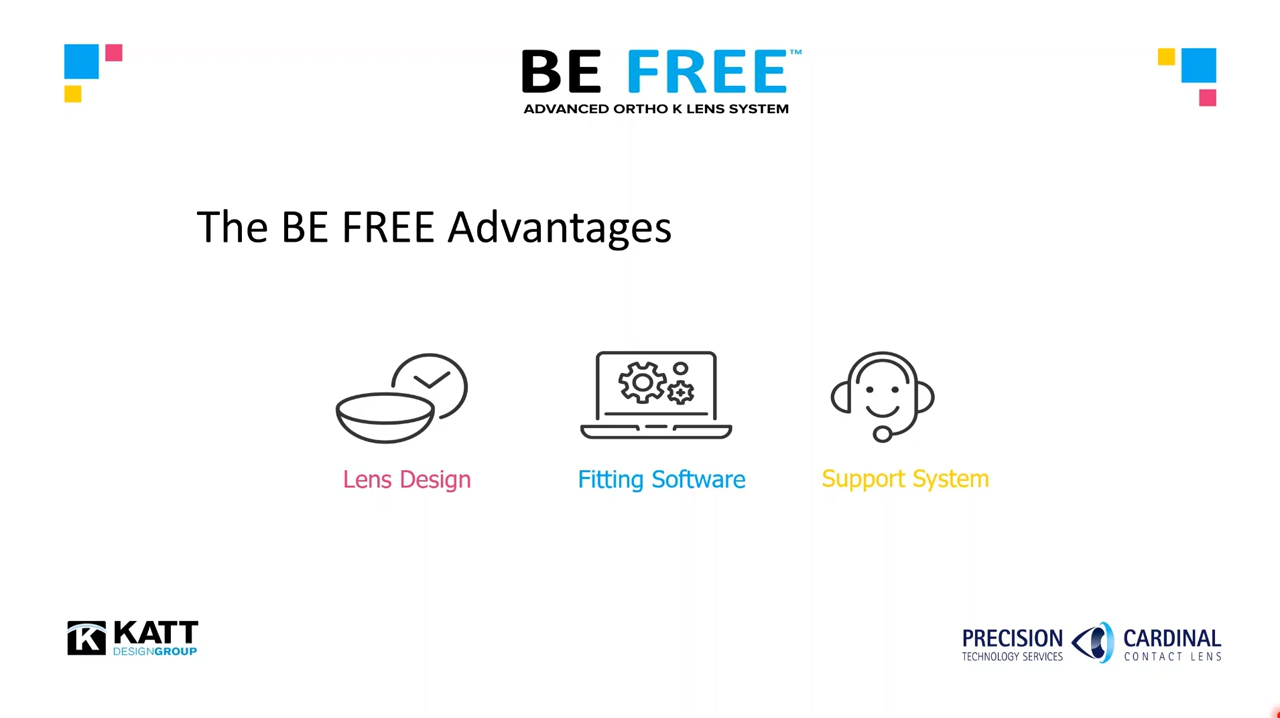 BE FREE™
ADVANCED ORTHO K LENS SYSTEM
The BE FREE Advantages
Lens Design
Fitting Software
Support System
K KATT
DESIGNGROUP
PRECISION CARDINAL
TECHNOLOGY SERVICES CONTACT LENS